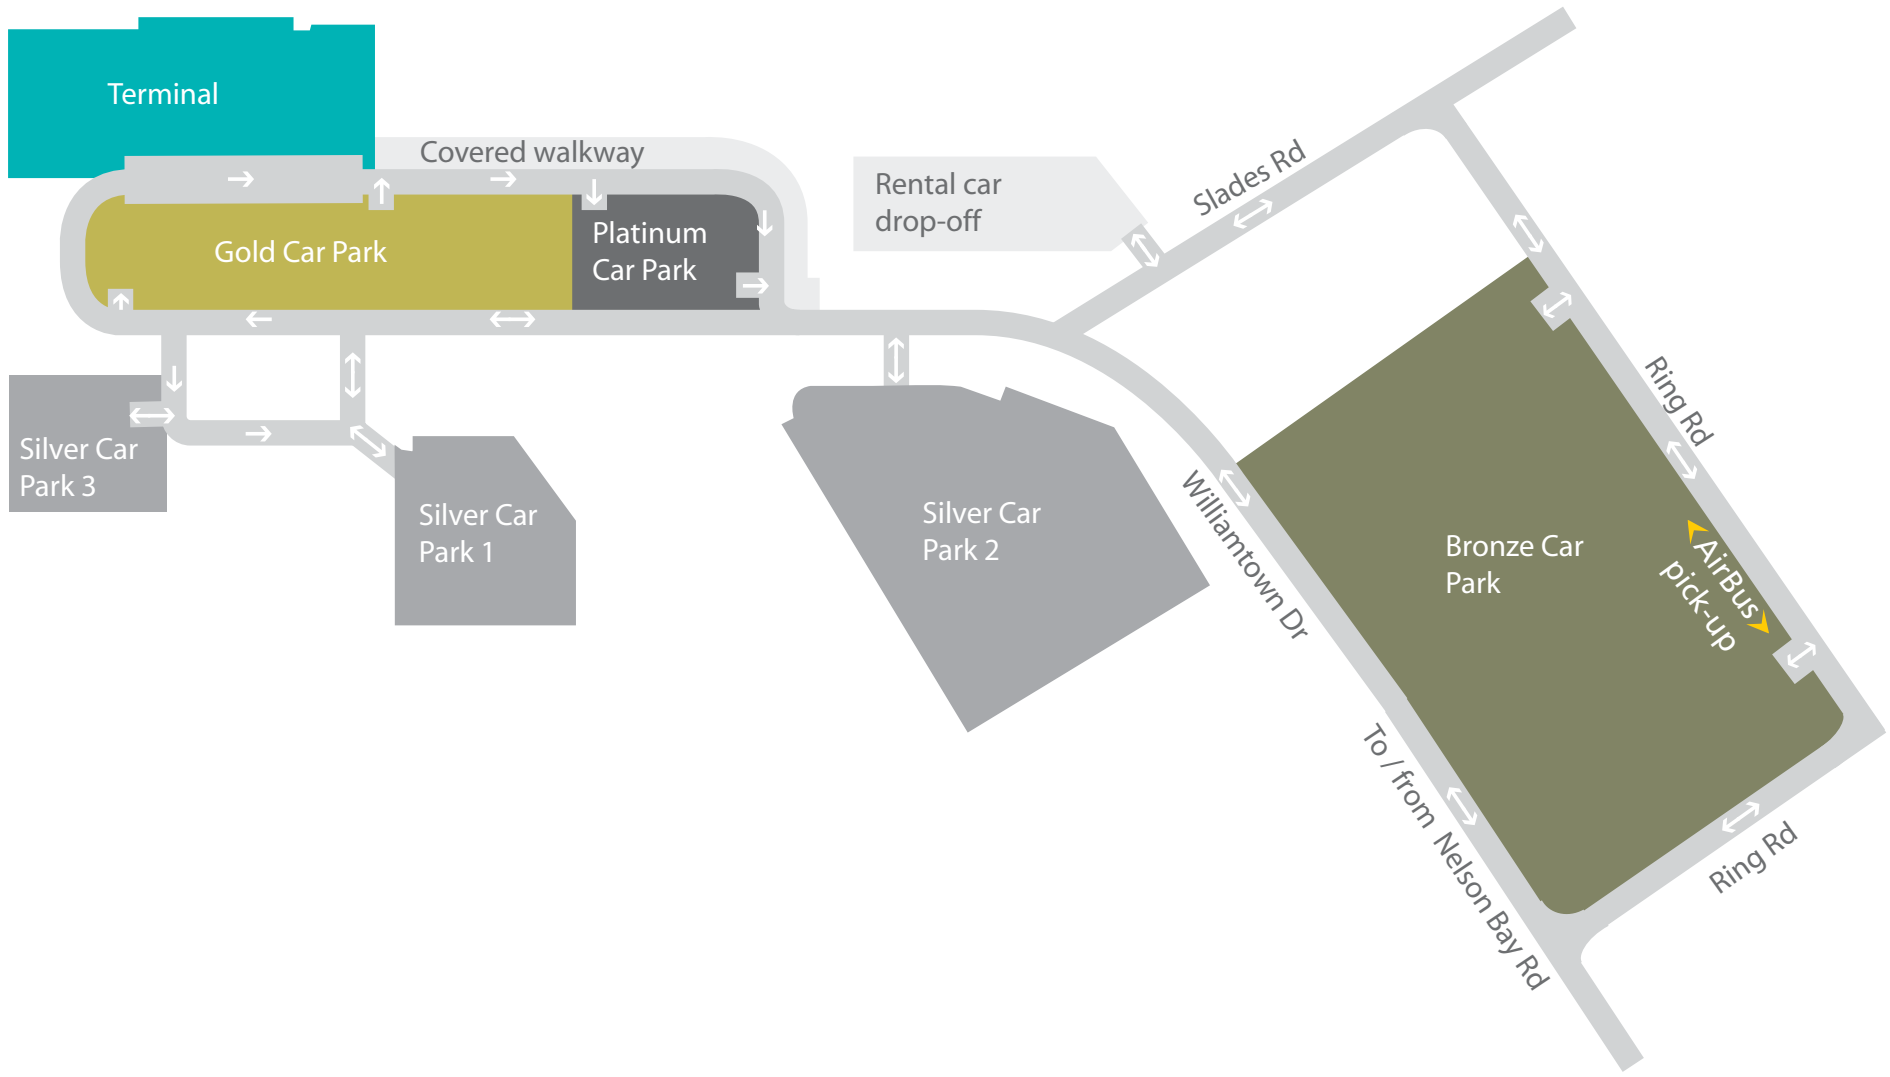 Terminal
Covered walkway
Rental car
drop-off
Slades Rd
Gold Car Park
Platinum
Car Park
Ring Rd
Silver Car
Park 3
Silver Car
Park 1
Silver Car
Park 2
Williamtown Dr
Bronze Car
Park
AirBus
pick-up
To / from Nelson Bay Rd
Ring Rd